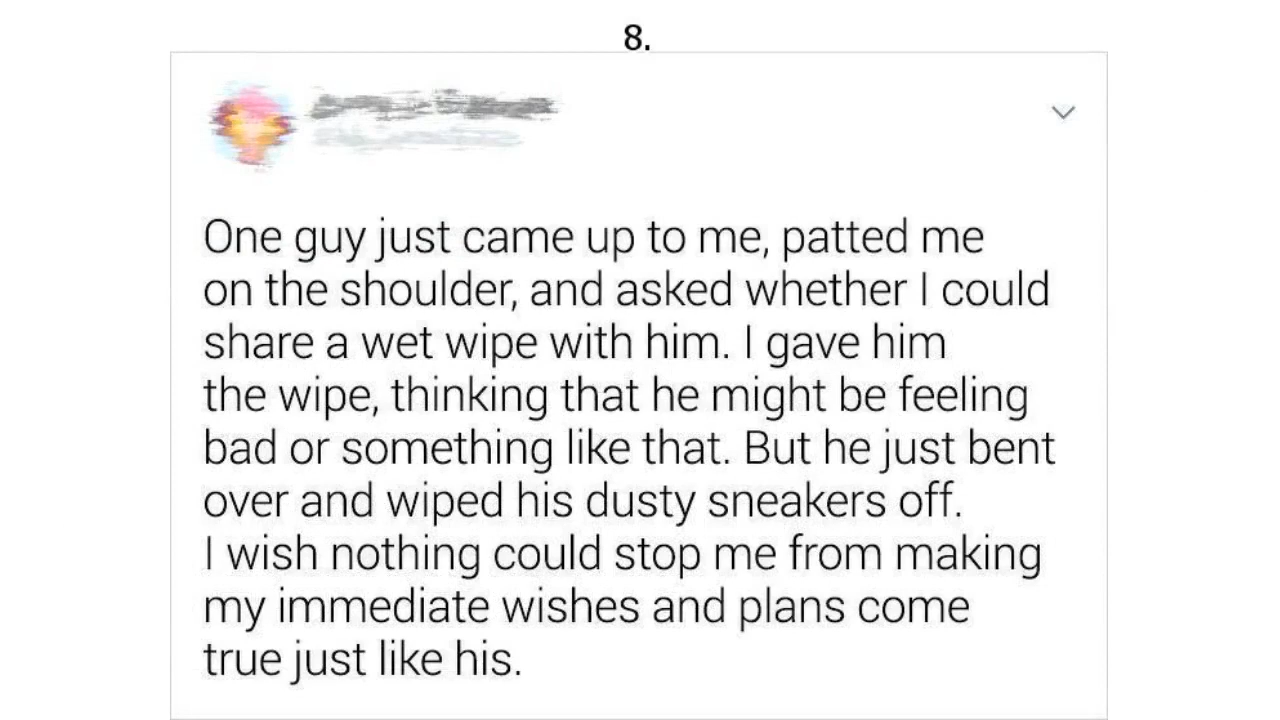 8.
One guy just came up to me, patted me
on the shoulder, and asked whether I could
share a wet wipe with him. I gave him
the wipe, thinking that he might be feeling
bad or something like that. But he just bent
over and wiped his dusty sneakers off.
I wish nothing could stop me from making
my immediate wishes and plans come
true just like his.